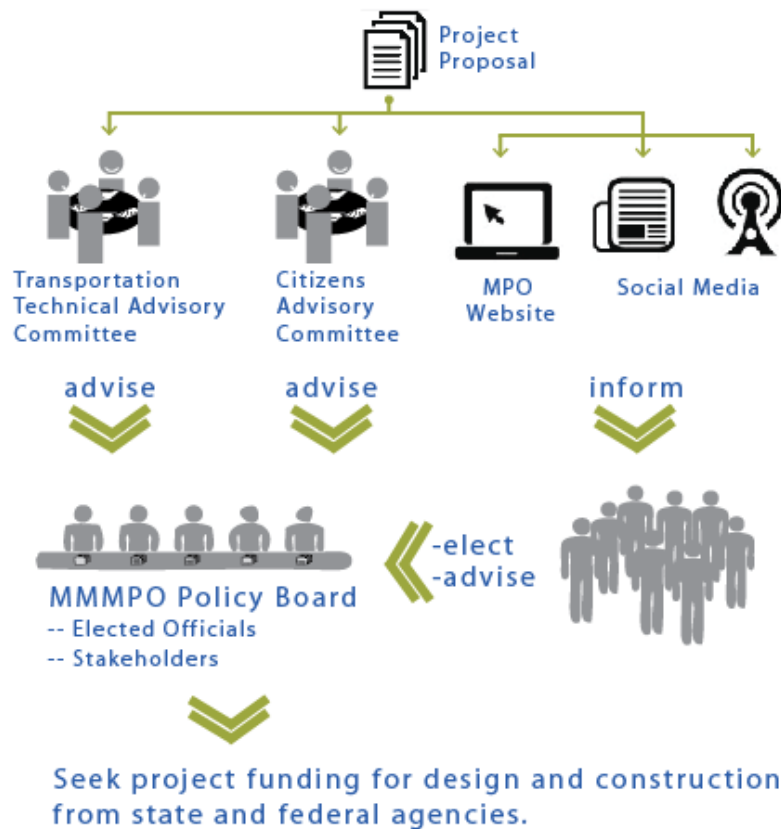 Project
Proposal
Transportation
Technical Advisory
Committee
Citizens
Advisory
Committee
MPO
Website
Social Media
advise
advise
inform
-elect
-advise
MMMPO Policy Board
-- Elected Officials
-- Stakeholders
Seek project funding for design and construction
from state and federal agencies.